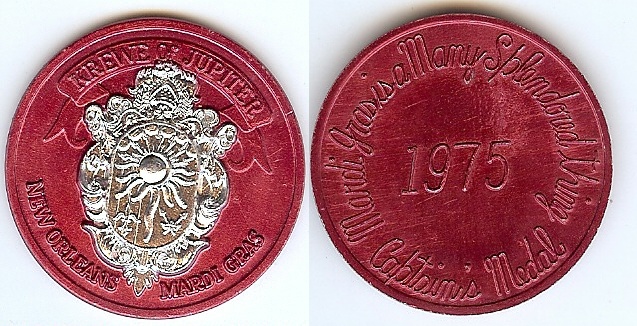 KREWE OF JUPITER
NEW ORLEANS MARDI GRAS
Mardi Gras is a Many Splendored Thing
1975
Captain's Medal